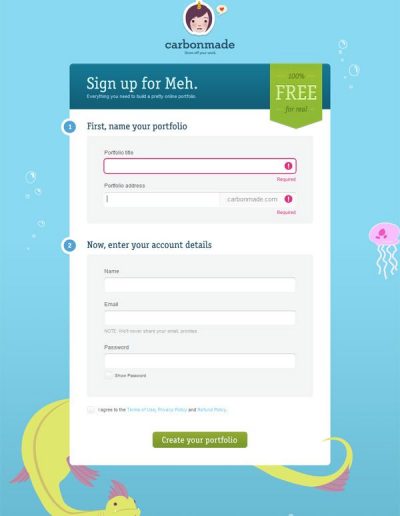 carbonmade
Show off your work.
Sign up for Meh.
Everything you need to build a pretty online portfolio.
100%
FREE
for real
1
First, name your portfolio
Portfolio title
Required
Portfolio address
.carbonmade.com
Required
2
Now, enter your account details
Name
Email
NOTE: We'll never share your email, promise.
Password
Show Password
I agree to the Terms of Use, Privacy Policy and Refund Policy.
Create your portfolio